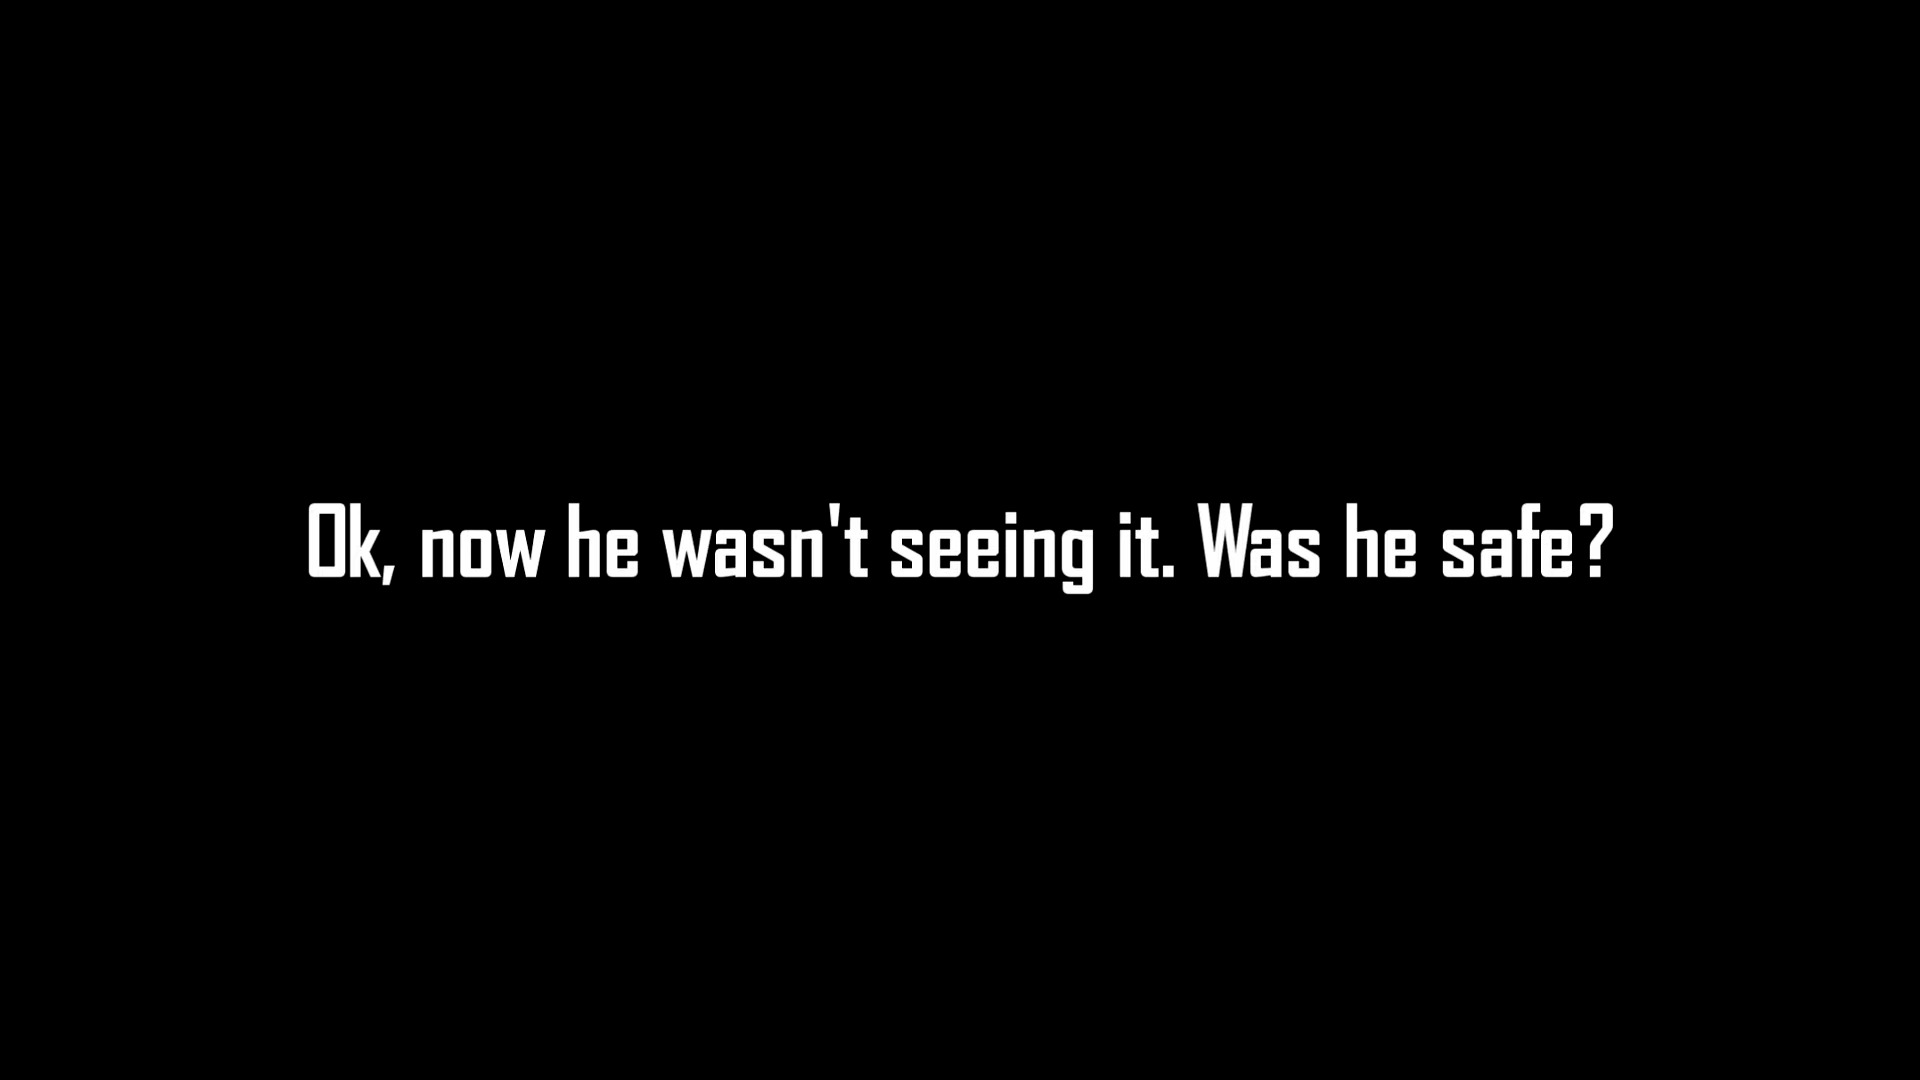 Ok, now he wasn't seeing it. Was he safe?